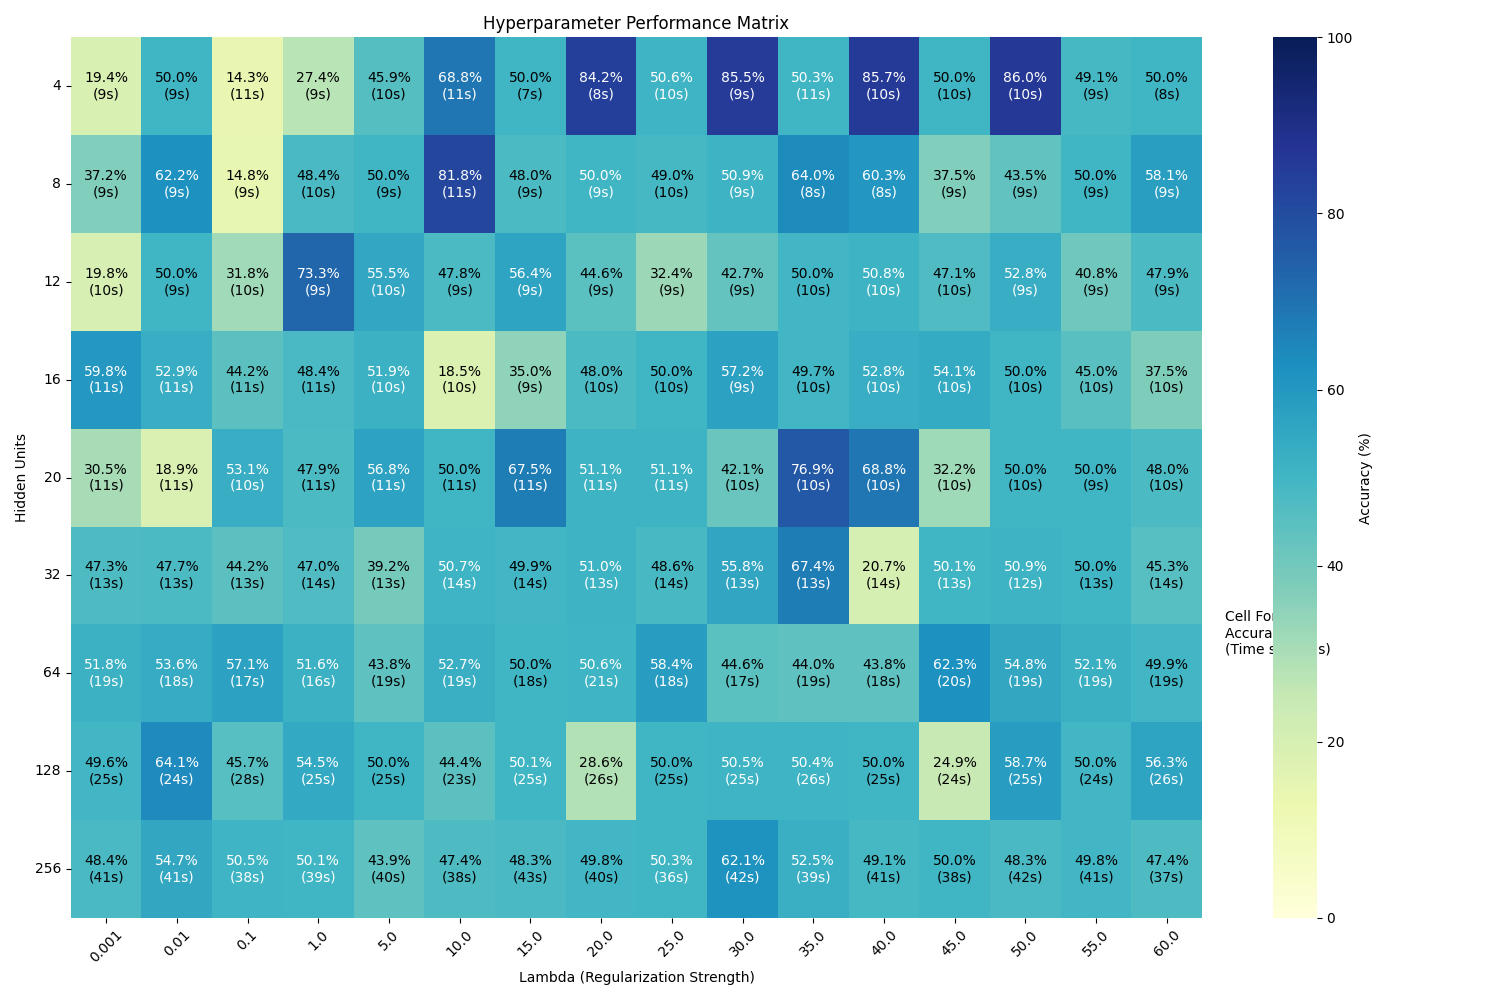 Hyperparameter Performance Matrix
4 19.4% 50.0% 14.3% 27.4% 45.9% 68.8% 50.0% 84.2% 50.6% 85.5% 50.3% 85.7% 50.0% 86.0% 49.1% 50.0%
(9s) (9s) (11s) (9s) (10s) (11s) (7s) (8s) (10s) (9s) (11s) (10s) (10s) (10s) (9s) (8s)
8 37.2% 62.2% 14.8% 48.4% 50.0% 81.8% 48.0% 50.0% 49.0% 50.9% 64.0% 60.3% 37.5% 43.5% 50.0% 58.1%
(9s) (9s) (9s) (10s) (9s) (11s) (9s) (9s) (10s) (9s) (8s) (8s) (9s) (9s) (9s) (9s)
12 19.8% 50.0% 31.8% 73.3% 55.5% 47.8% 56.4% 44.6% 32.4% 42.7% 50.0% 50.8% 47.1% 52.8% 40.8% 47.9%
(10s) (9s) (10s) (9s) (10s) (9s) (9s) (9s) (9s) (9s) (10s) (10s) (10s) (9s) (9s) (9s)
16 59.8% 52.9% 44.2% 48.4% 51.9% 18.5% 35.0% 48.0% 50.0% 57.2% 49.7% 52.8% 54.1% 50.0% 45.0% 37.5%
(11s) (11s) (11s) (11s) (10s) (10s) (9s) (10s) (10s) (9s) (10s) (10s) (10s) (10s) (10s) (10s)
20 30.5% 18.9% 53.1% 47.9% 56.8% 50.0% 67.5% 51.1% 51.1% 42.1% 76.9% 68.8% 32.2% 50.0% 50.0% 48.0%
(11s) (11s) (10s) (11s) (11s) (11s) (11s) (11s) (11s) (10s) (10s) (10s) (10s) (10s) (9s) (10s)
32 47.3% 47.7% 44.2% 47.0% 39.2% 50.7% 49.9% 51.0% 48.6% 55.8% 67.4% 20.7% 50.1% 50.9% 50.0% 45.3%
(13s) (13s) (13s) (14s) (13s) (14s) (14s) (13s) (14s) (13s) (13s) (14s) (13s) (12s) (13s) (14s)
64 51.8% 53.6% 57.1% 51.6% 43.8% 52.7% 50.0% 50.6% 58.4% 44.6% 44.0% 43.8% 62.3% 54.8% 52.1% 49.9%
(19s) (18s) (17s) (16s) (19s) (19s) (18s) (21s) (18s) (17s) (19s) (18s) (20s) (19s) (19s) (19s)
128 49.6% 64.1% 45.7% 54.5% 50.0% 44.4% 50.1% 28.6% 50.0% 50.5% 50.4% 50.0% 24.9% 58.7% 50.0% 56.3%
(25s) (24s) (28s) (25s) (25s) (23s) (25s) (26s) (25s) (25s) (26s) (25s) (24s) (25s) (24s) (26s)
256 48.4% 54.7% 50.5% 50.1% 43.9% 47.4% 48.3% 49.8% 50.3% 62.1% 52.5% 49.1% 50.0% 48.3% 49.8% 47.4%
(41s) (41s) (38s) (39s) (40s) (38s) (43s) (40s) (36s) (42s) (39s) (41s) (38s) (42s) (41s) (37s)
0.001 0.01 0.1 1.0 5.0 10.0 15.0 20.0 25.0 30.0 35.0 40.0 45.0 50.0 55.0 60.0
Lambda (Regularization Strength)
Hidden Units
100
80
60
40
20
0
Accuracy (%)
Cell
(Time